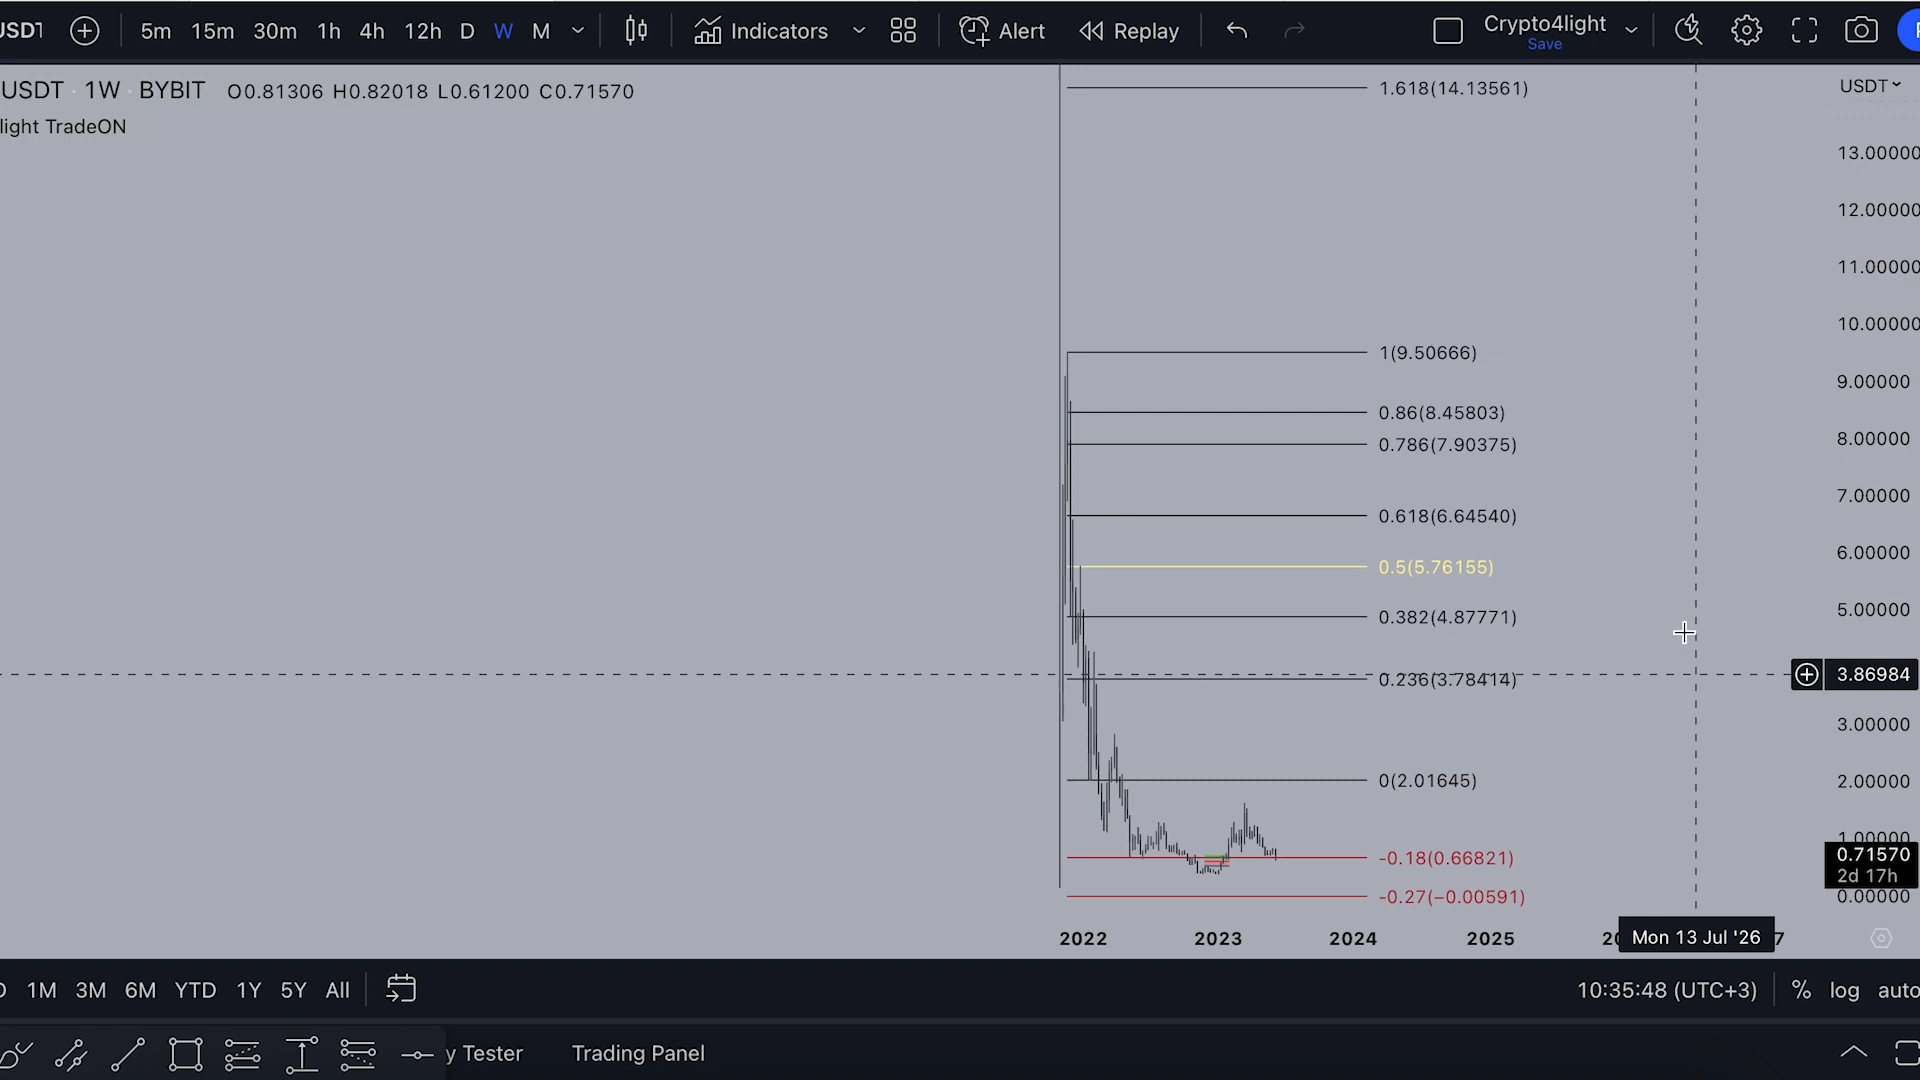 USDT 5m 15m 30m 1h 4h 12h D W M Indicators Alert Replay Crypto4light
Save
USDT · 1W · BYBIT O0.81306 H0.82018 L0.61200 C0.71570
light TradeON
1.618(14.13561)
1(9.50666)
0.86(8.45803)
0.786(7.90375)
0.618(6.64540)
0.5(5.76155)
0.382(4.87771)
0.236(3.78414)
0(2.01645)
-0.18(0.66821)
-0.27(−0.00591)
USDT
13.00000
12.00000
11.00000
10.00000
9.00000
8.00000
7.00000
6.00000
5.00000
3.86984
3.00000
2.00000
1.00000
0.71570
2d 17h
0.00000
2022 2023 2024 2025 20 Mon 13 Jul '26 7
1M 3M 6M YTD 1Y 5Y All 10:35:48 (UTC+3) % log auto
y Tester Trading Panel